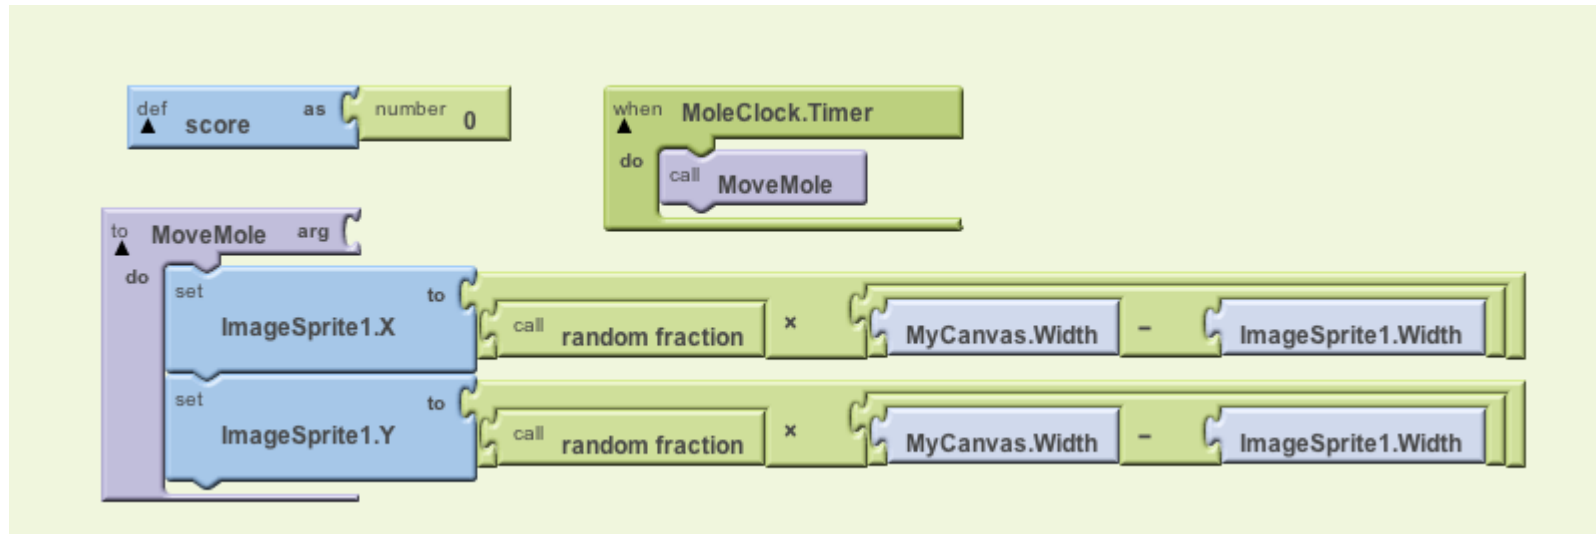 def score as number 0
when MoleClock.Timer
do call MoveMole
to MoveMole arg
do set ImageSprite1.X to call random fraction × MyCanvas.Width - ImageSprite1.Width
set ImageSprite1.Y to call random fraction × MyCanvas.Width - ImageSprite1.Width